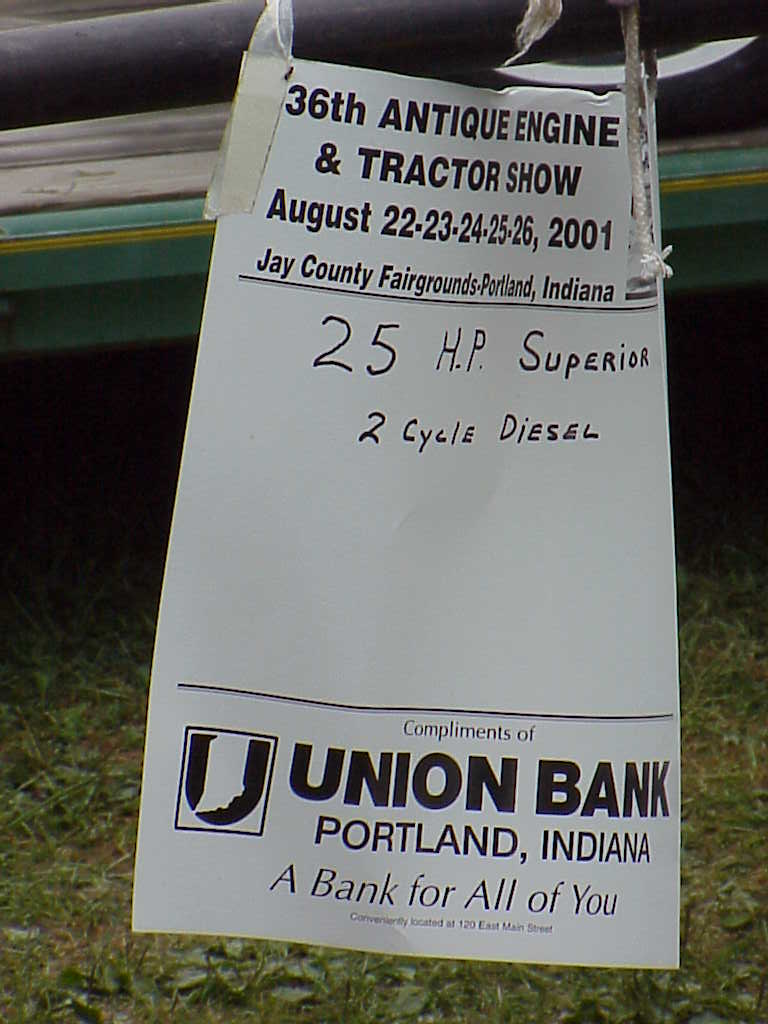 36th ANTIQUE ENGINE
& TRACTOR SHOW
August 22-23-24-25-26, 2001
Jay County Fairgrounds-Portland, Indiana
25 H.P. SUPERIOR
2 CyclE DiESEL
Compliments of
UNION BANK
PORTLAND, INDIANA
A Bank for All of You
Conveniently located at 120 East Main Street